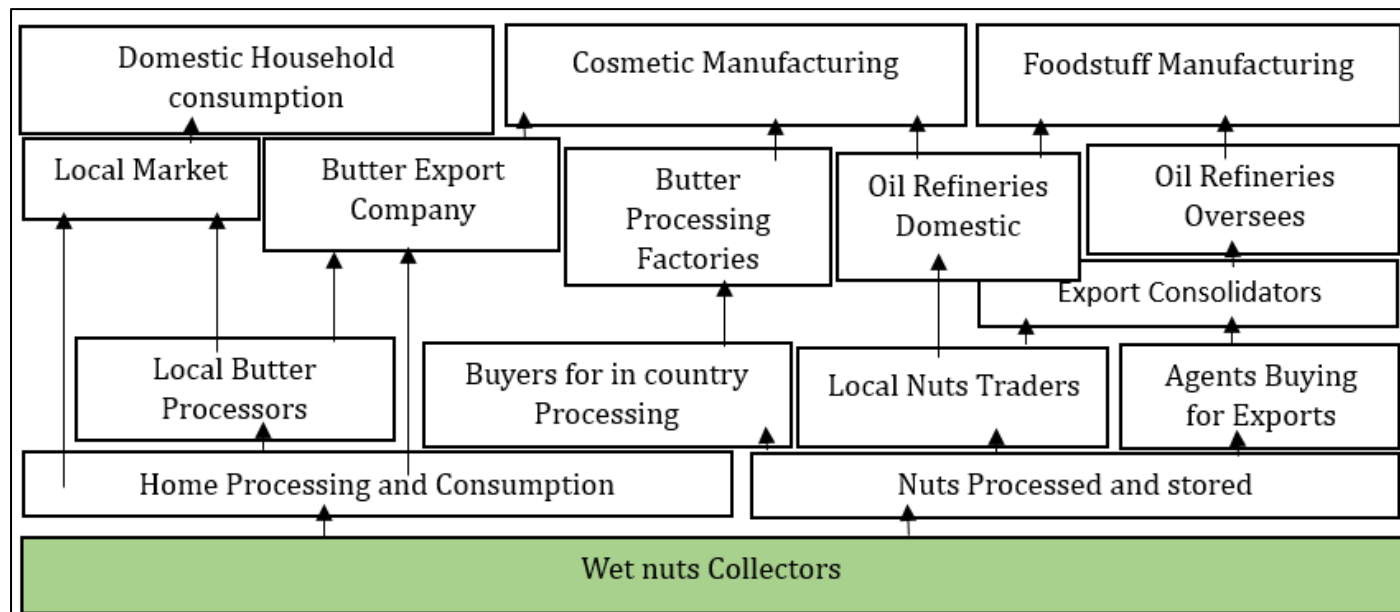 Domestic Household
consumption
Cosmetic Manufacturing
Foodstuff Manufacturing
Local Market
Butter Export
Company
Butter
Processing
Factories
Oil Refineries
Domestic
Oil Refineries
Oversees
Export Consolidators
Local Butter
Processors
Buyers for in country
Processing
Local Nuts Traders
Agents Buying
for Exports
Home Processing and Consumption
Nuts Processed and stored
Wet nuts Collectors